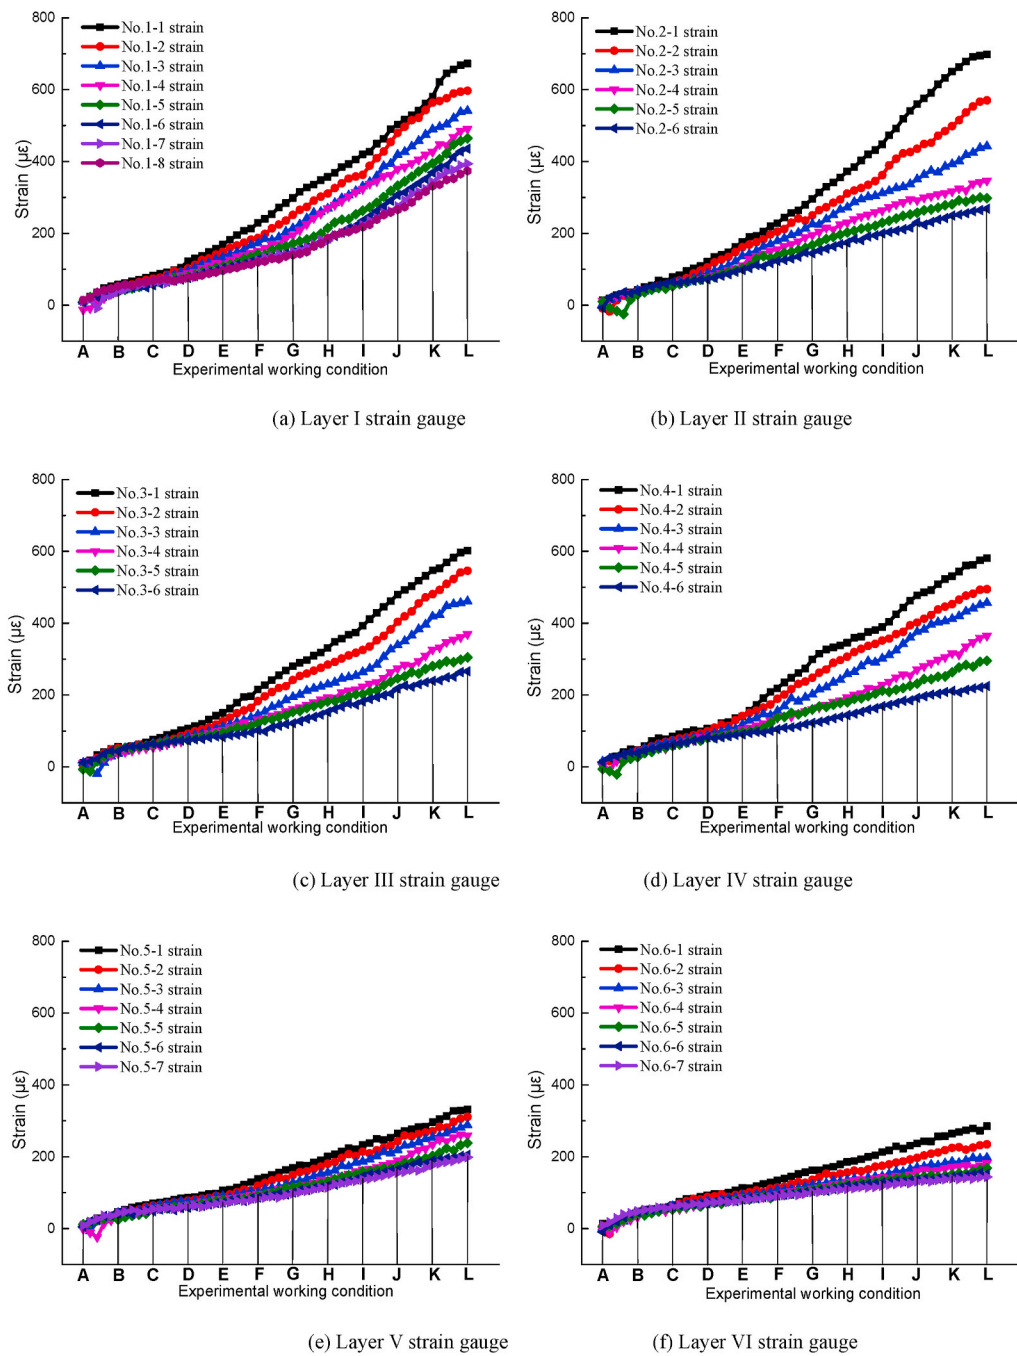 800
600
400
200
0
Strain (με)
No.1-1 strain
No.1-2 strain
No.1-3 strain
No.1-4 strain
No.1-5 strain
No.1-6 strain
No.1-7 strain
No.1-8 strain
A B C D E F G H I J K L
Experimental working condition
(a) Layer I strain gauge
800
600
400
200
0
Strain (με)
No.2-1 strain
No.2-2 strain
No.2-3 strain
No.2-4 strain
No.2-5 strain
No.2-6 strain
A B C D E F G H I J K L
Experimental working condition
(b) Layer II strain gauge
800
600
400
200
0
Strain (με)
No.3-1 strain
No.3-2 strain
No.3-3 strain
No.3-4 strain
No.3-5 strain
No.3-6 strain
A B C D E F G H I J K L
Experimental working condition
(c) Layer III strain gauge
800
600
400
200
0
Strain (με)
No.4-1 strain
No.4-2 strain
No.4-3 strain
No.4-4 strain
No.4-5 strain
No.4-6 strain
A B C D E F G H I J K L
Experimental working condition
(d) Layer IV strain gauge
800
600
400
200
0
Strain (με)
No.5-1 strain
No.5-2 strain
No.5-3 strain
No.5-4 strain
No.5-5 strain
No.5-6 strain
No.5-7 strain
A B C D E F G H I J K L
Experimental working condition
(e) Layer V strain gauge
800
600
400
200
0
Strain (με)
No.6-1 strain
No.6-2 strain
No.6-3 strain
No.6-4 strain
No.6-5 strain
No.6-6 strain
No.6-7 strain
A B C D E F G H I J K L
Experimental working condition
(f) Layer VI strain gauge